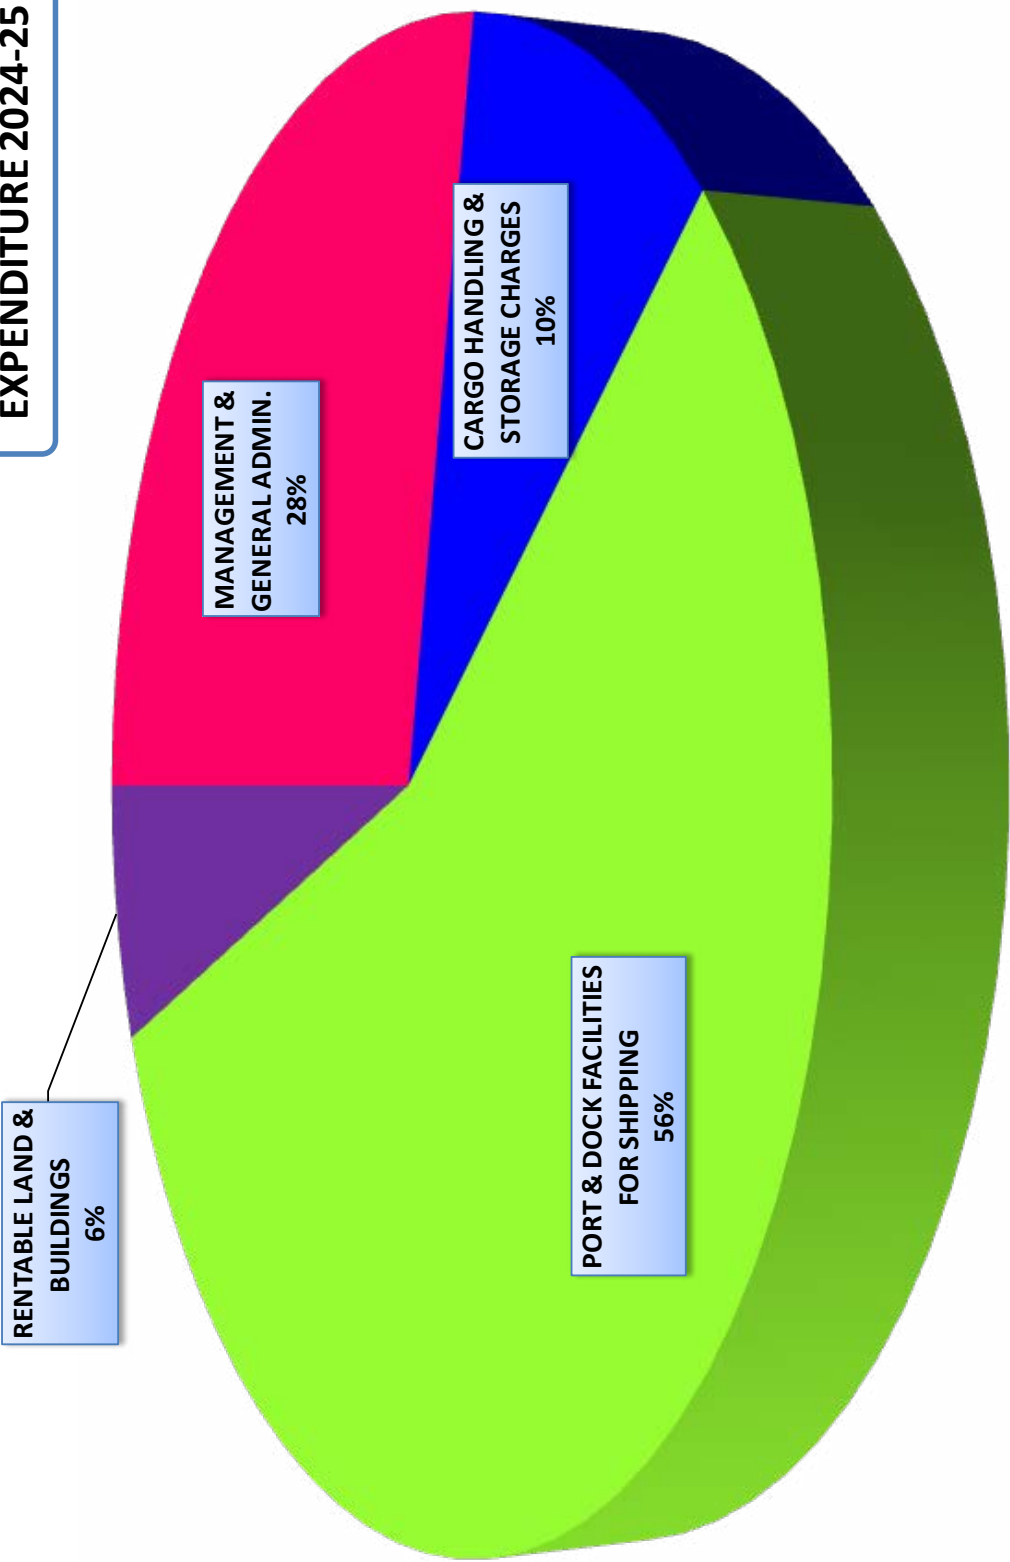 EXPENDITURE 2024-25
RENTABLE LAND &
BUILDINGS
6%
MANAGEMENT &
GENERAL ADMIN.
28%
CARGO HANDLING &
STORAGE CHARGES
10%
PORT & DOCK FACILITIES
FOR SHIPPING
56%